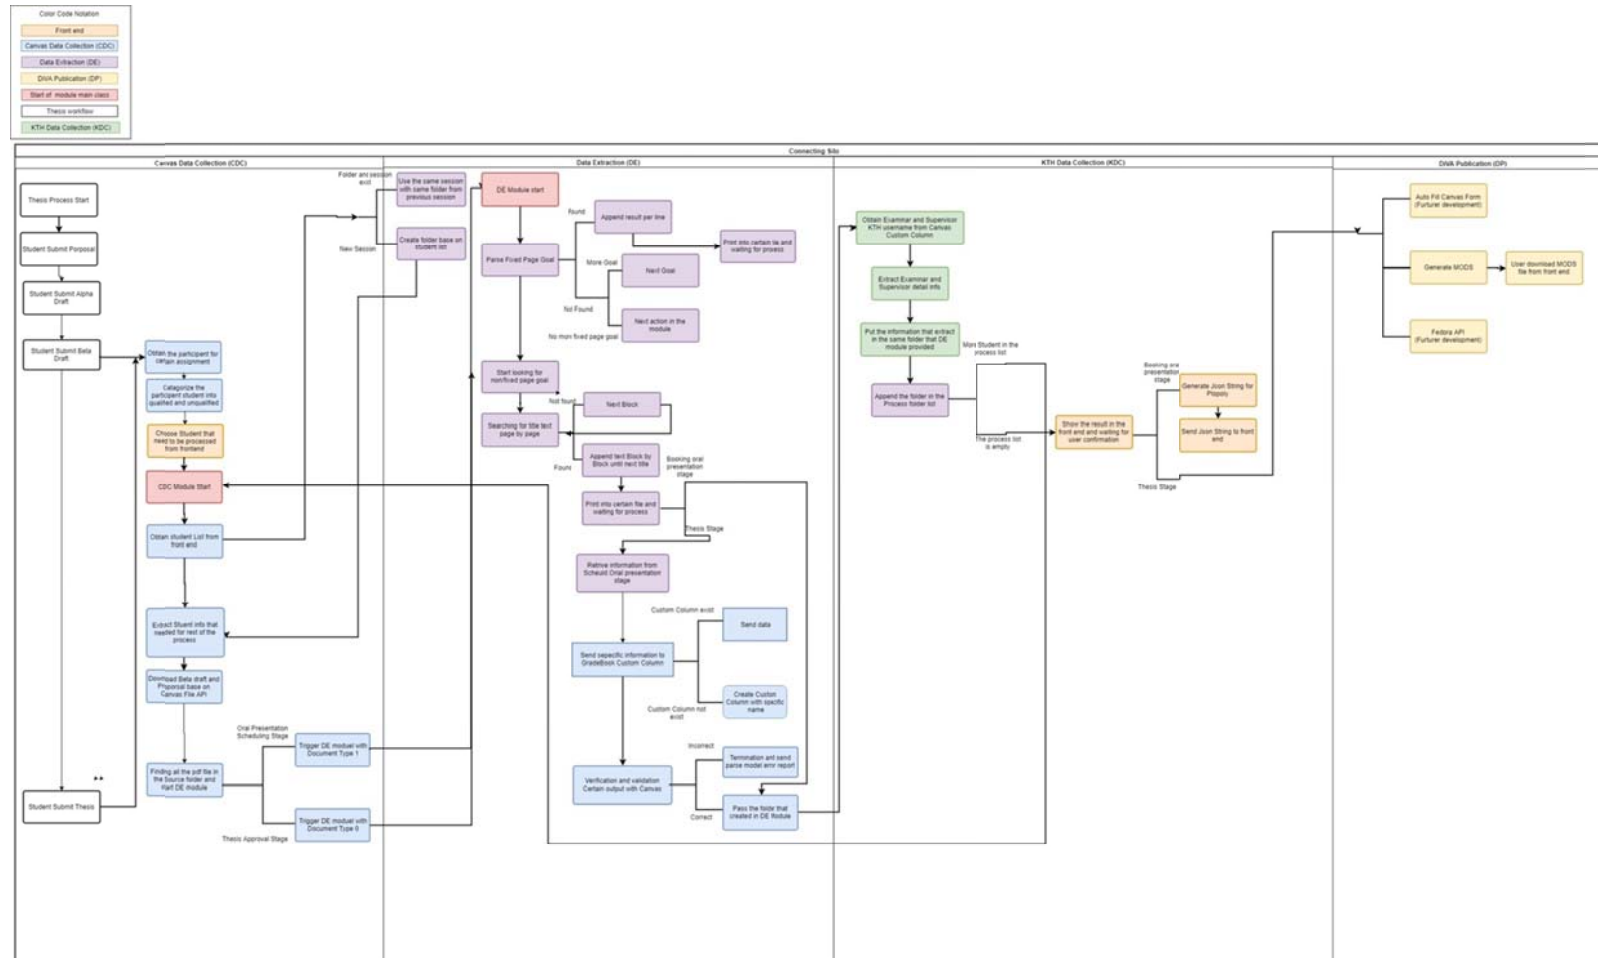 Color Code Notation
Front end
Canvas Data Collection (CDC)
Data Extraction (DE)
DiVA Publication (DP)
Start of module main class
Thesis workflow
KTH Data Collection (KDC)
Connecting Silo
Canvas Data Collection (CDC)
Data Extraction (DE)
KTH Data Collection (KDC)
DiVA Publication (DP)
Thesis Process Start
Student Submit Porposal
Student Submit Alpha
Draft
Student Submit Beta
Draft
Student Submit Thesis
Obtain the participant for
certain assignment
Catagorize the
participant student into
qualified and unqualified
Choose Student that
need to be processed
from frontend
CDC Module Start
Obtain student List from
front end
Extract Stuent info that
needed for rest of the
process
Download Beta draft and
Proporsal base on
Canvas File API
Finding all the pdf file in
the Source folder and
start DE module
Oral Presentation
Scheduling Stage
Trigger DE moduel with
Document Type 1
Trigger DE moduel with
Document Type 0
Thesis Approval Stage
Folder and session
exist
Use the same session
with same folder from
previous session
New Session
Create folder base on
student list
DE Module start
Parse Fixed Page Goal
Found
Append result per line
Print into certain file and
waiting for process
More Goal
Next Goal
Not Found
No more fixed page goal
Next action in the
module
Start looking for
nonfixed page goal
Searching for title text
page by page
Not found
Next Block
Found
Append text Block by
Block until next title
Booking oral
presentation
stage
Print into certain file and
waiting for process
Thesis Stage
Retrive information from
Scheuld Orial presentation
stage
Custom Column exist
Send data
Send sepacific information to
GradeBook Custom Column
Custom Column not
exist
Create Custon
Column with specific
name
Incorrect
Termination and send
parse model error report
Verification and validation
Certain output with Canvas
Correct
Pass the foldr that
created in DE Module
Obtain Examinar and Supervisor
KTH username from Canvas
Custom Column
Extract Examinar and
Supervisor detail info
Put the information that extract
in the same folder that DE
module provided
Append the folder in the
Process folder list
More Student in the
process list
The process list
is empty
Show the result in the
front end and waiting for
user confirmation
Booking ora
presentation
stage
Generate Json String for
Plopoly
Send Json String to front
end
Thesis Stage
Auto Fill Canvas Form
(Furturer development)
Generate MODS
User download MODS
file from front end
Fedora API
(Furturer development)